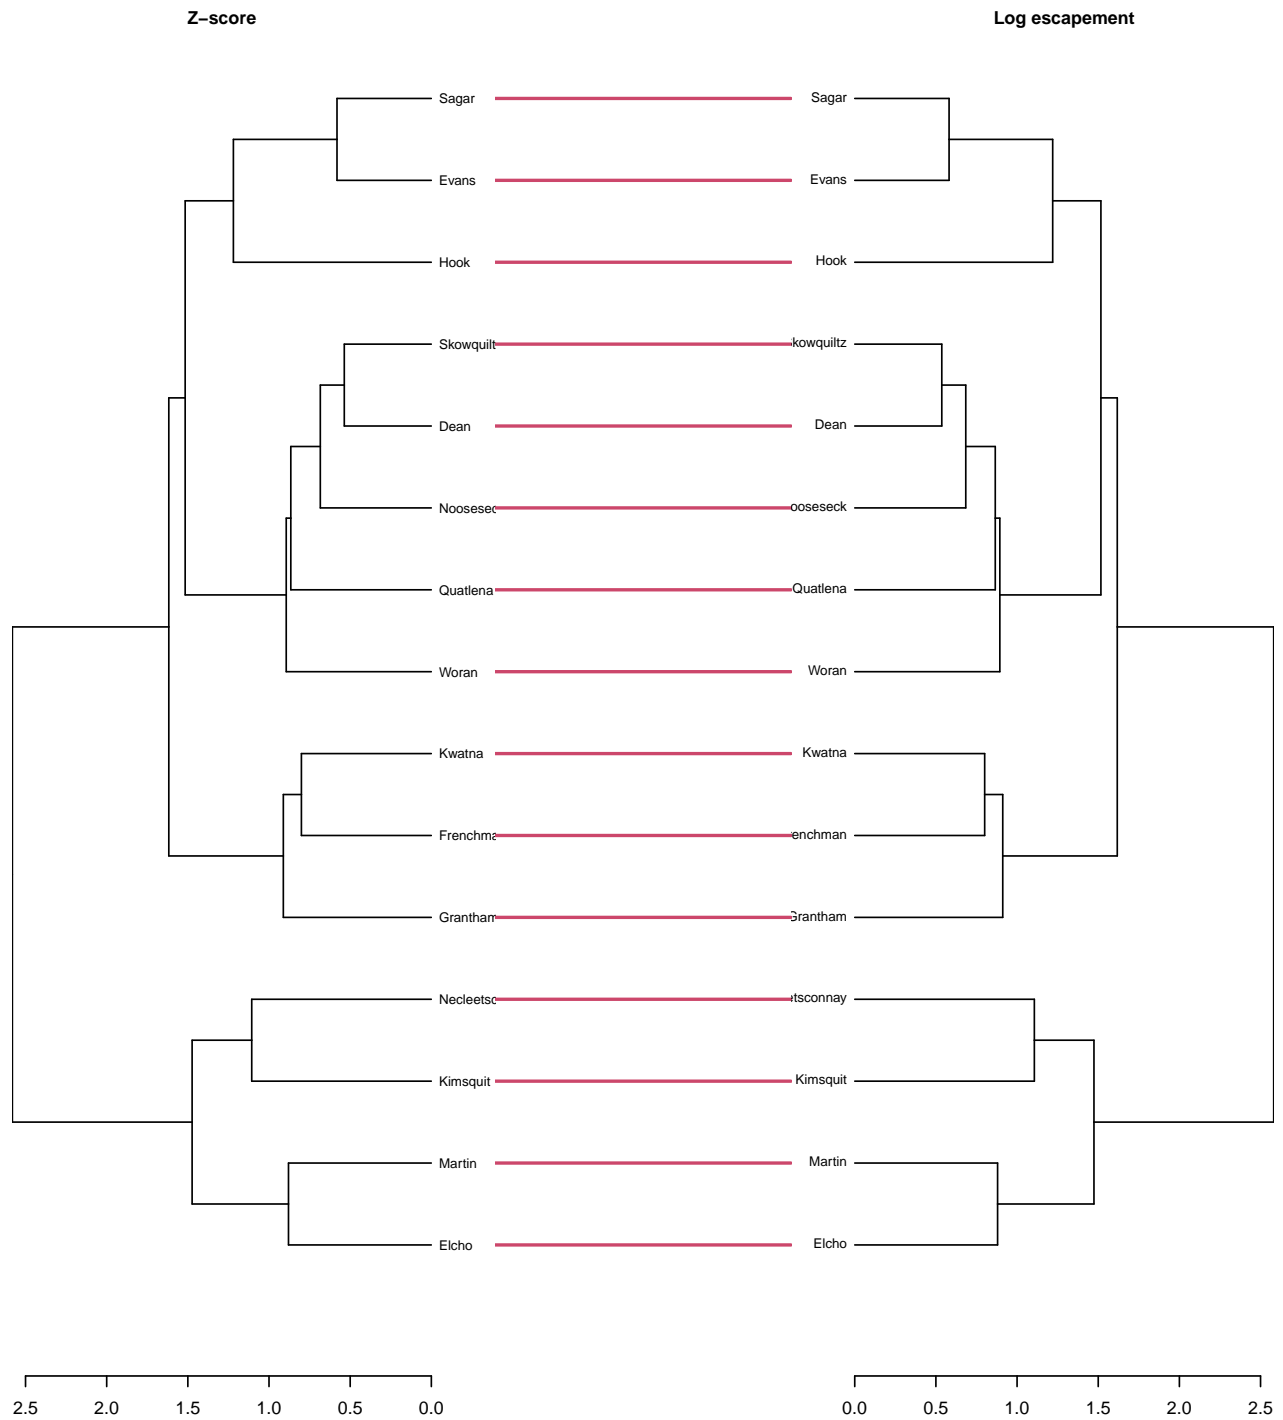 Z−score Log escapement
Sagar Sagar
Evans Evans
Hook Hook
Skowquilt kowquiltz
Dean Dean
Noosesec ooseseck
Quatlena Quatlena
Woran Woran
Kwatna Kwatna
Frenchma enchman
Grantham Grantham
Necleetsc etsconnay
Kimsquit Kimsquit
Martin Martin
Elcho Elcho
2.5 2.0 1.5 1.0 0.5 0.0 0.0 0.5 1.0 1.5 2.0 2.5